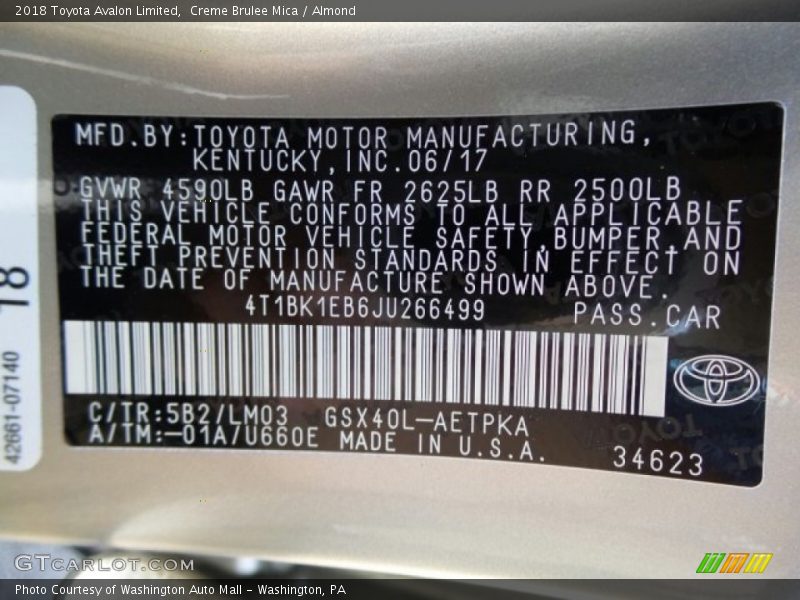 2018 Toyota Avalon Limited,  Creme Brulee Mica / Almond
MFD.BY:TOYOTA MOTOR MANUFACTURING,
KENTUCKY,INC.06/17
GVWR 4590LB GAWR FR 2625LB RR 2500LB
THIS VEHICLE CONFORMS TO ALL APPLICABLE
FEDERAL MOTOR VEHICLE SAFETY,BUMPER,AND
THEFT PREVENTION STANDARDS IN EFFECT ON
THE DATE OF MANUFACTURE SHOWN ABOVE.
4T1BK1EB6JU266499 PASS.CAR
C/TR:5B2/LM03 GSX40L-AETPKA
A/TM:-01A/U660E MADE IN U.S.A.
34623
18
42661-07140
GTCARLOT.COM
Photo Courtesy of Washington Auto Mall - Washington, PA